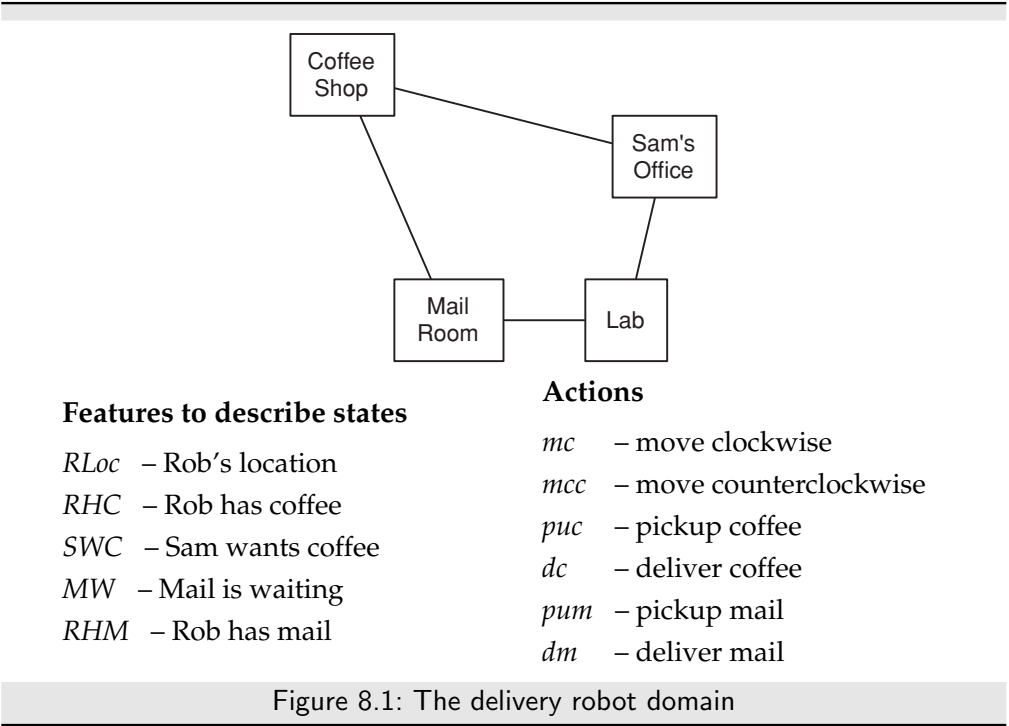 Coffee
Shop
Sam's
Office
Mail
Room
Lab
Features to describe states
RLoc – Rob's location
RHC – Rob has coffee
SWC – Sam wants coffee
MW – Mail is waiting
RHM – Rob has mail
Actions
mc – move clockwise
mcc – move counterclockwise
puc – pickup coffee
dc – deliver coffee
pum – pickup mail
dm – deliver mail
Figure 8.1: The delivery robot domain